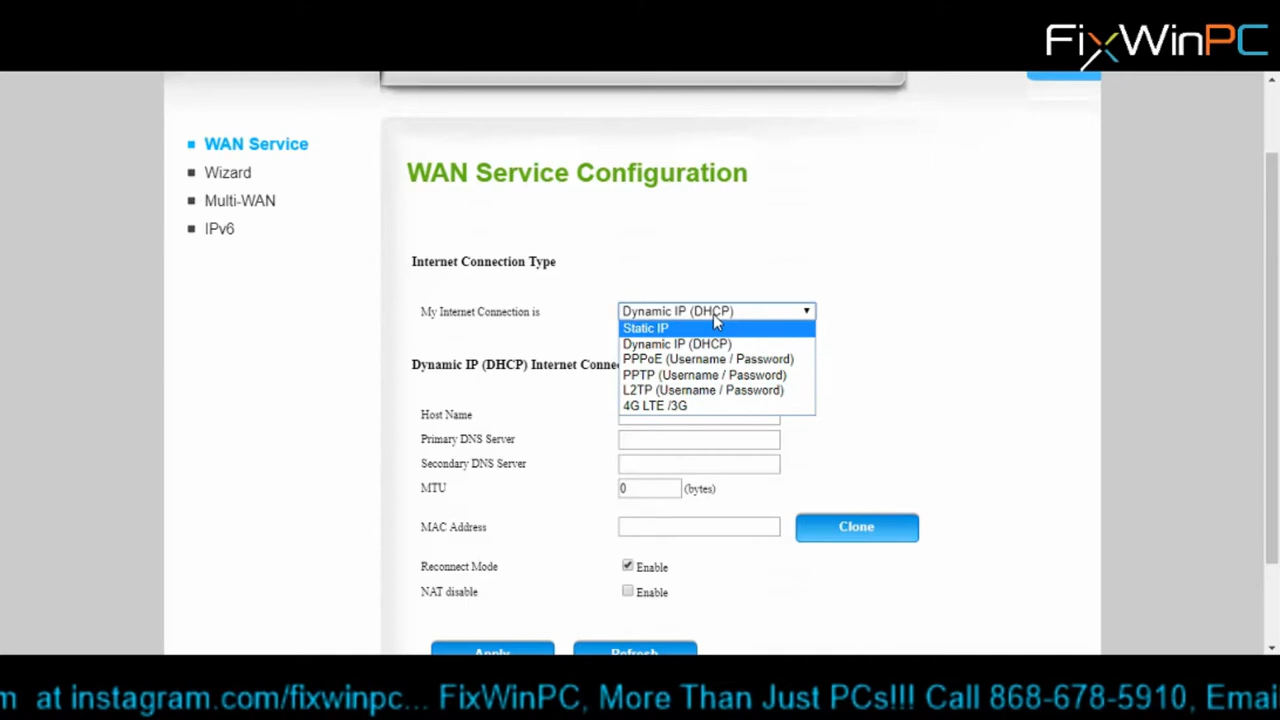 FixWinPC
WAN Service
Wizard
Multi-WAN
IPv6
WAN Service Configuration
Internet Connection Type
My Internet Connection is
Dynamic IP (DHCP)
Static IP
Dynamic IP (DHCP)
PPPoE (Username / Password)
PPTP (Username / Password)
L2TP (Username / Password)
4G LTE /3G
Dynamic IP (DHCP) Internet Conne
Host Name
Primary DNS Server
Secondary DNS Server
MTU 0 (bytes)
MAC Address Clone
Reconnect Mode Enable
NAT disable Enable
Apply Refresh
m at instagram.com/fixwinpc... FixWinPC, More Than Just PCs!!! Call 868-678-5910, Emai